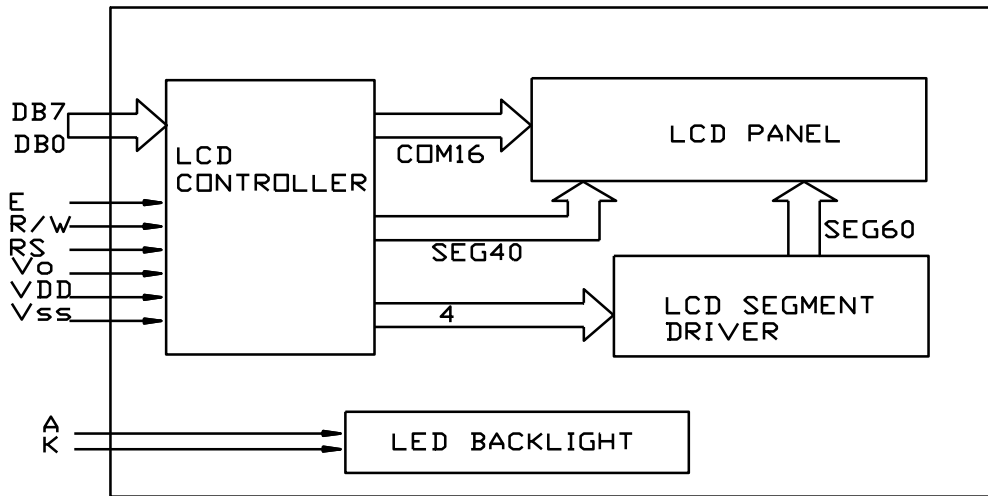 DB7
DB0
E
R/W
RS
Vo
VDD
Vss
LCD
CONTROLLER
COM16
SEG40
4
LCD PANEL
SEG60
LCD SEGMENT
DRIVER
A
K
LED BACKLIGHT